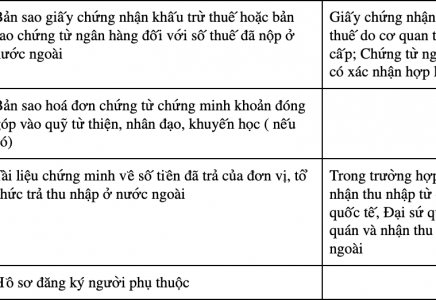 Bản sao giấy chứng nhận khấu trừ thuế hoặc bản
sao chứng từ ngân hàng đối với số thuế đã nộp ở
nước ngoài
Giấy chứng nhận
thuế do cơ quan t
cấp; Chứng từ ng
có xác nhận hợp
Bản sao hoá đơn chứng từ chứng minh khoản đóng
góp vào quỹ từ thiện, nhân đạo, khuyến học ( nếu
có)
Tài liệu chứng minh về số tiền đã trả của đơn vị, tổ
chức trả thu nhập ở nước ngoài
Trong trường hợp
nhận thu nhập từ
quốc tế, Đại sứ qu
quán và nhận thu
ngoài
Hồ sơ đăng ký người phụ thuộc